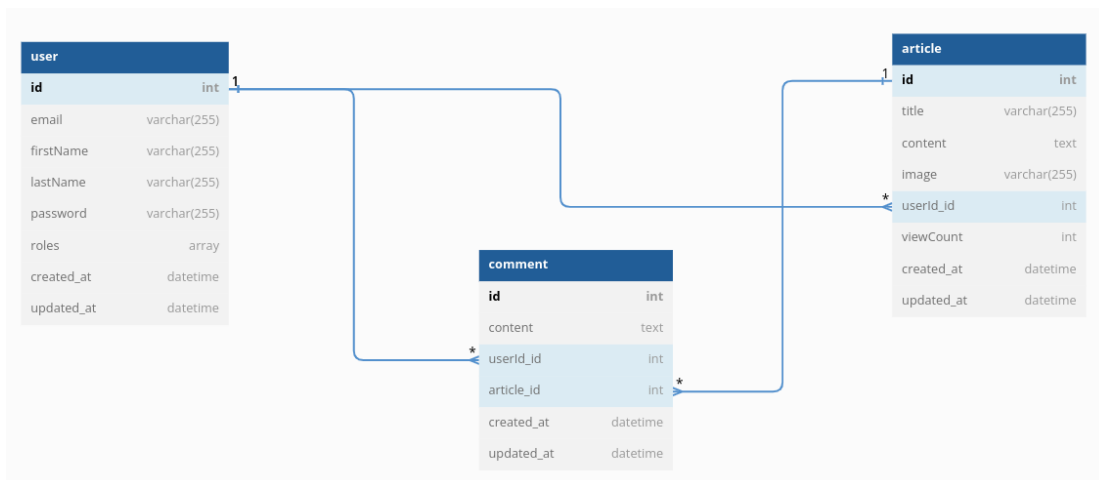 user
id int
email varchar(255)
firstName varchar(255)
lastName varchar(255)
password varchar(255)
roles array
created_at datetime
updated_at datetime
1
1
article
id int
title varchar(255)
content text
image varchar(255)
userId_id int
viewCount int
created_at datetime
updated_at datetime
*
comment
id int
content text
userId_id int
article_id int
created_at datetime
updated_at datetime
*
*